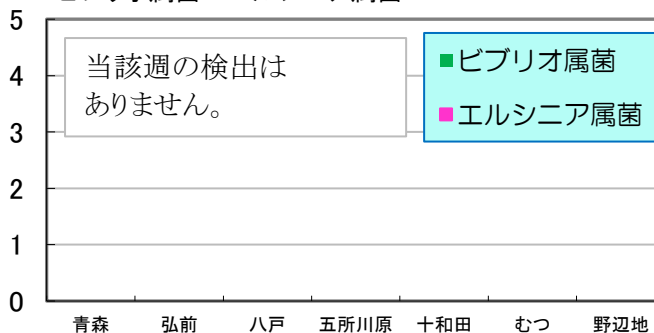 5
4
3
2
1
0
当該週の検出は
ありません。
■ビブリオ属菌
■エルシニア属菌
青森 弘前 八戸 五所川原 十和田 むつ 野辺地